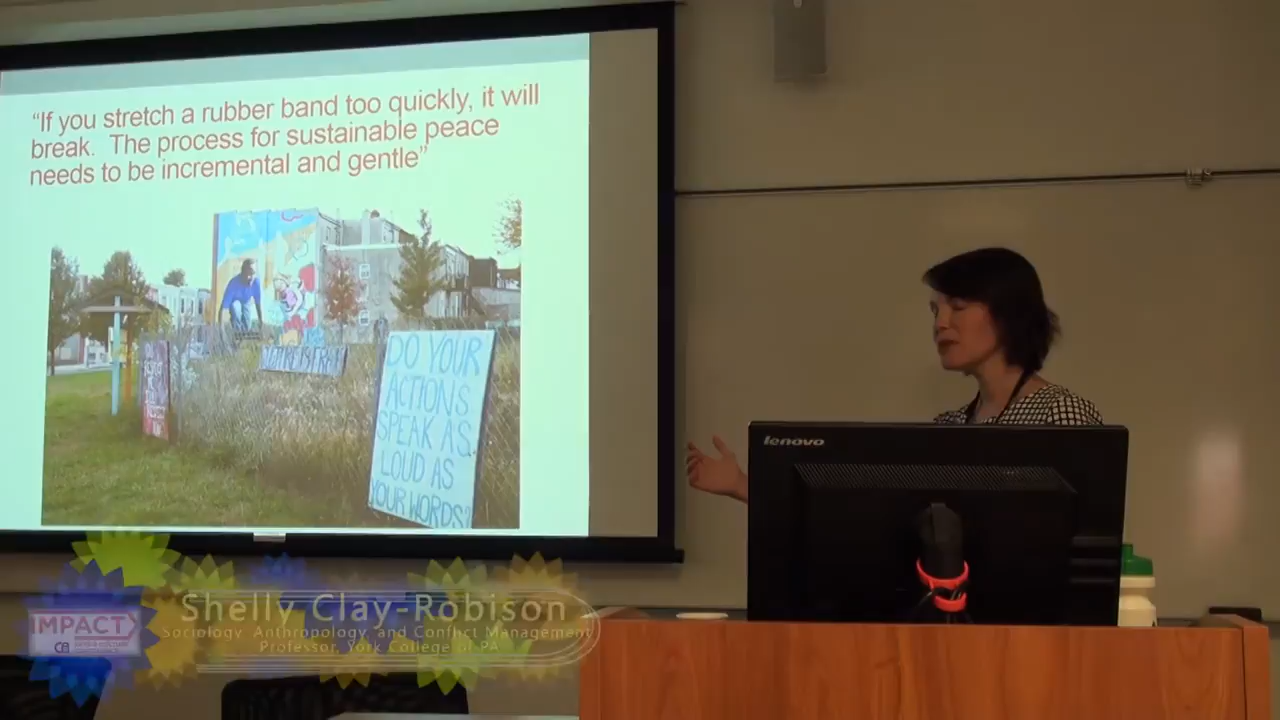 “If you stretch a rubber band too quickly, it will
break. The process for sustainable peace
needs to be incremental and gentle”
DO YOUR
ACTIONS
SPEAK AS
LOUD AS
YOUR WORDS?
lenovo
IMPACT
Shelly Clay-Robison
Sociology, Anthropology, and Conflict Management
Professor, York College of PA